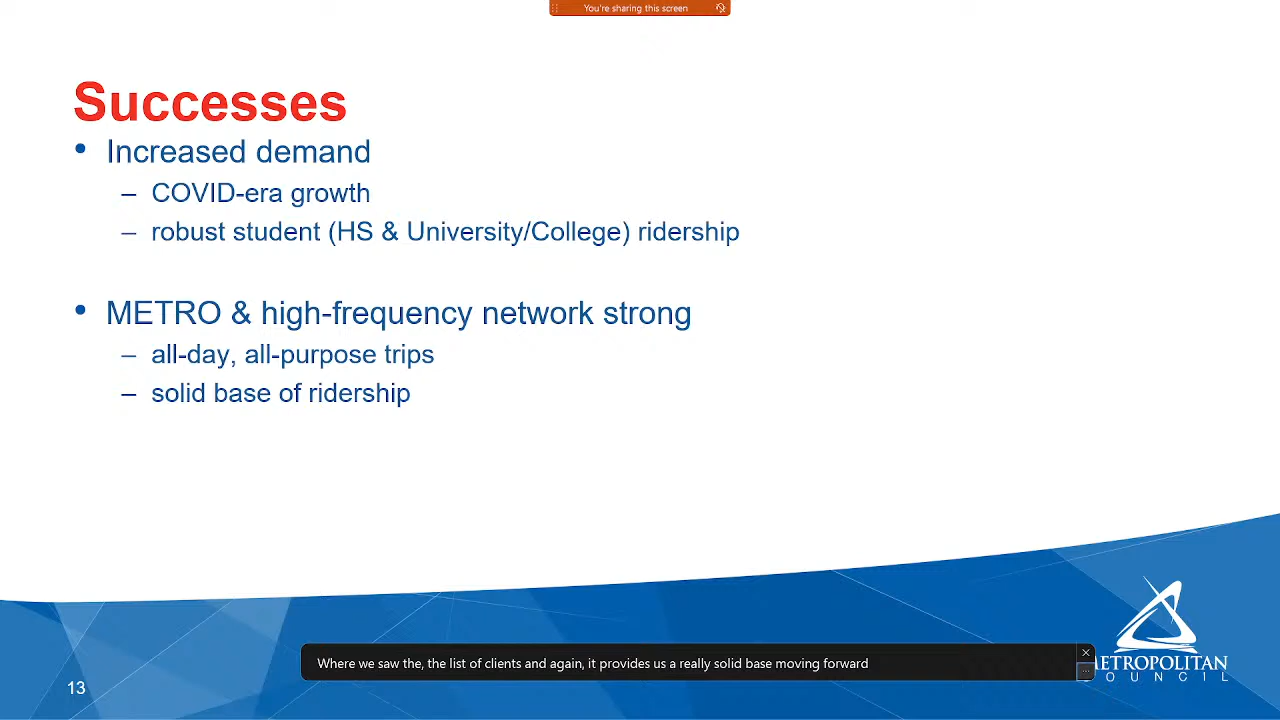 You're sharing this screen
Successes
• Increased demand
– COVID-era growth
– robust student (HS & University/College) ridership
• METRO & high-frequency network strong
– all-day, all-purpose trips
– solid base of ridership
Where we saw the, the list of clients and again, it provides us a really solid base moving forward
METROPOLITAN
COUNCIL
13